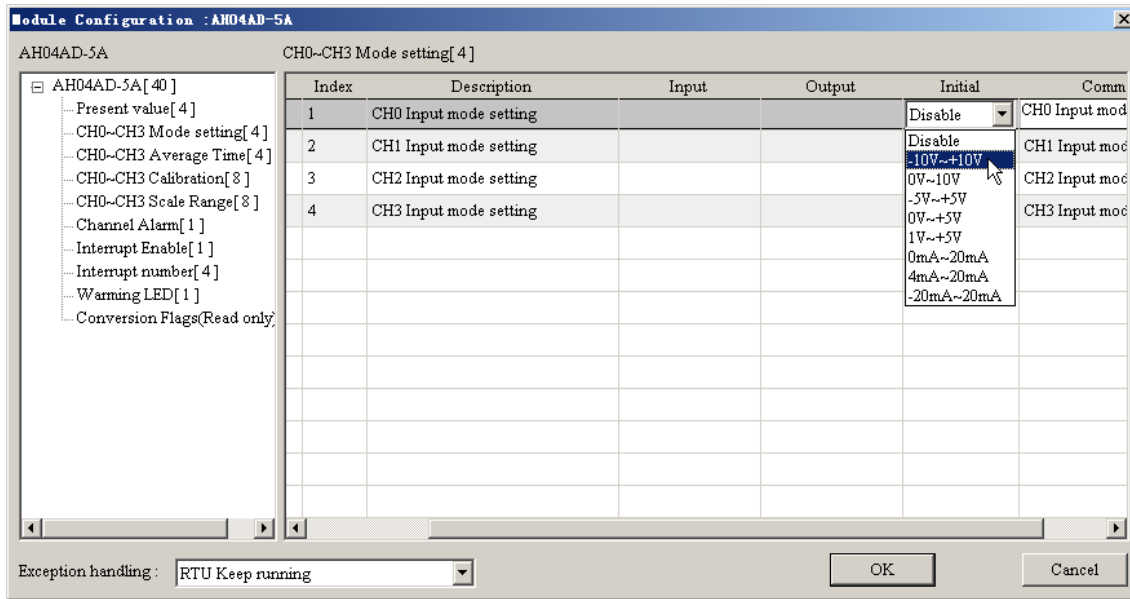 Module Configuration :AH04AD-5A
AH04AD-5A
CH0~CH3 Mode setting[ 4 ]
AH04AD-5A[ 40 ]
Present value[ 4 ]
CH0~CH3 Mode setting[ 4 ]
CH0~CH3 Average Time[ 4 ]
CH0~CH3 Calibration[ 8 ]
CH0~CH3 Scale Range[ 8 ]
Channel Alarm[ 1 ]
Interrupt Enable[ 1 ]
Interrupt number[ 4 ]
Warming LED[ 1 ]
Conversion Flags(Read only)
Index Description Input Output Initial Comm
1 CH0 Input mode setting Disable CH0 Input mod
2 CH1 Input mode setting CH1 Input mod
3 CH2 Input mode setting CH2 Input mod
4 CH3 Input mode setting CH3 Input mod
Disable
-10V~+10V
0V~10V
-5V~+5V
0V~+5V
1V~+5V
0mA~20mA
4mA~20mA
-20mA~20mA
Exception handling : RTU Keep running
OK
Cancel